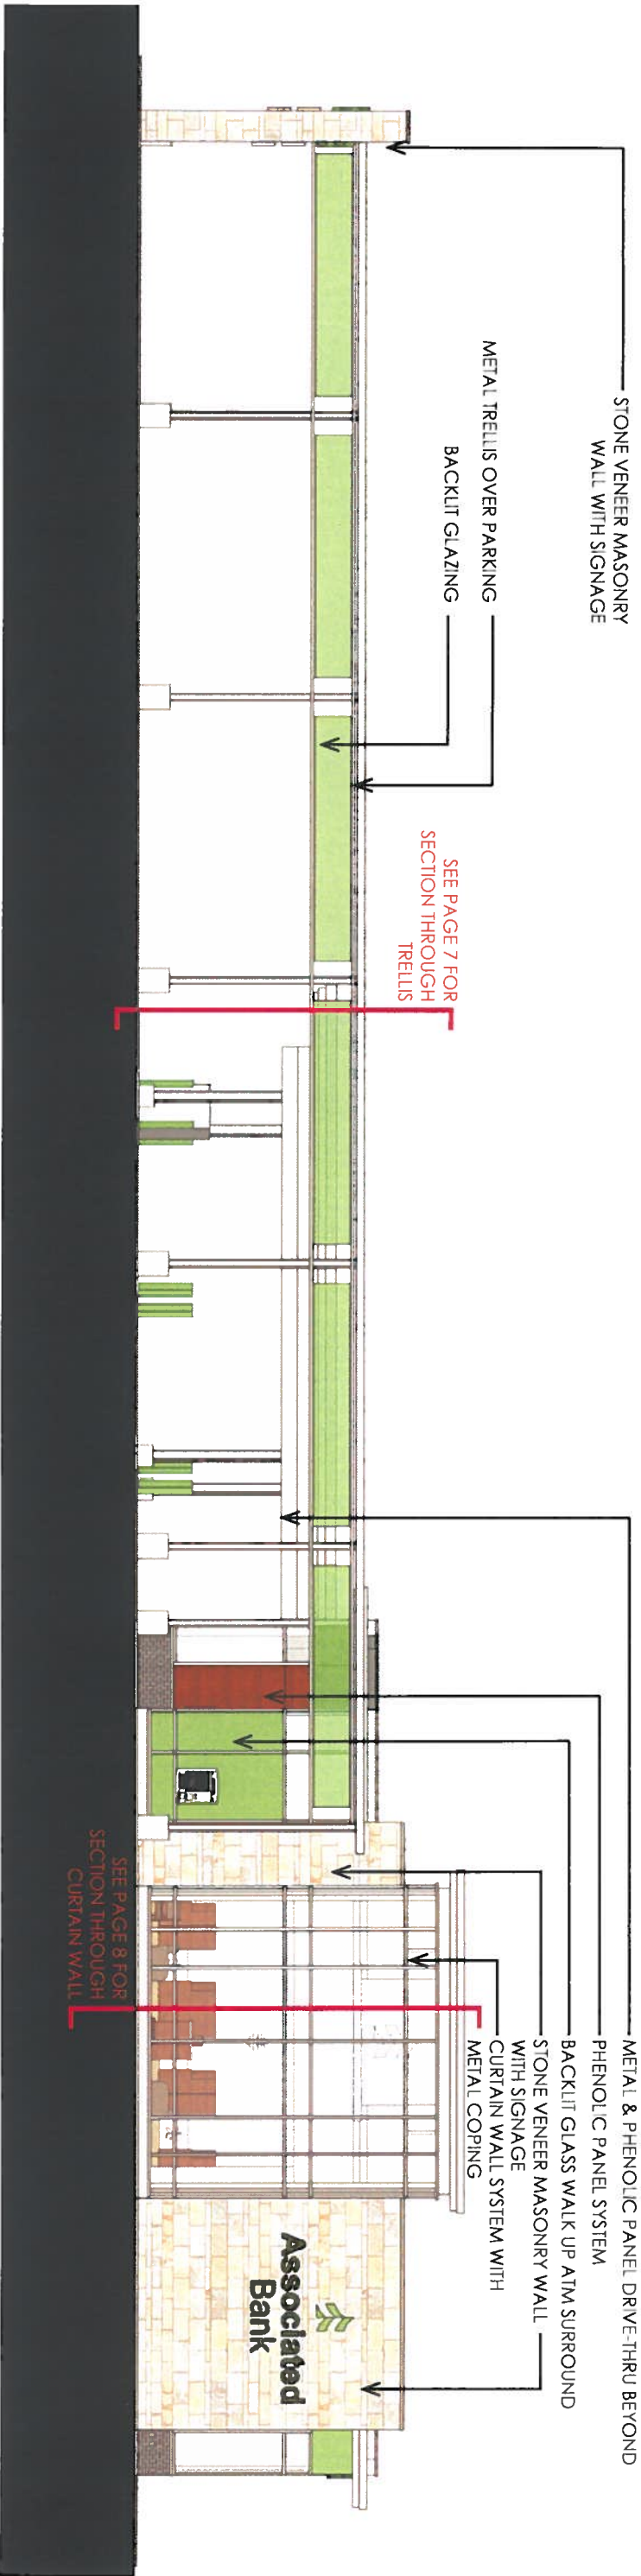 STONE VENEER MASONRY
WALL WITH SIGNAGE
METAL TRELLIS OVER PARKING
BACKLIT GLAZING
SEE PAGE 7 FOR
SECTION THROUGH
TRELLIS
METAL & PHENOLIC PANEL DRIVE-THRU BEYOND
PHENOLIC PANEL SYSTEM
BACKLIT GLASS WALK UP ATM SURROUND
STONE VENEER MASONRY WALL
WITH SIGNAGE
CURTAIN WALL SYSTEM WITH
METAL COPING
SEE PAGE 8 FOR
SECTION THROUGH
CURTAIN WALL
Associated
Bank